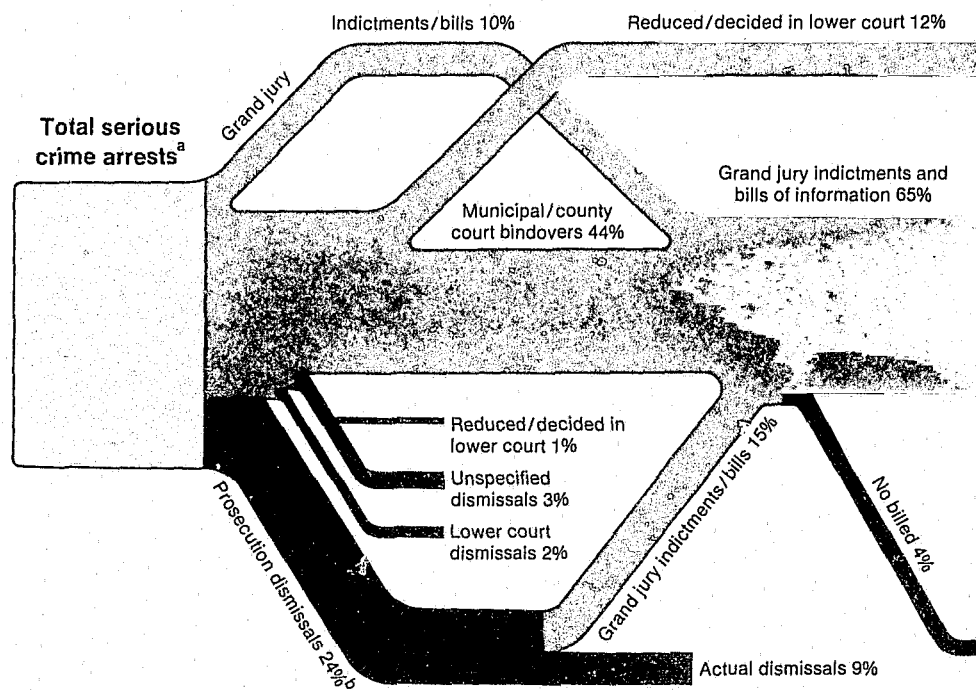 Indictments/bills 10%
Reduced/decided in lower court 12%
Grand jury
Total serious
crime arrestsᵃ
Grand jury indictments and
bills of information 65%
Municipal/county
court bindovers 44%
Reduced/decided in
lower court 1%
Unspecified
dismissals 3%
Lower court
dismissals 2%
Prosecution dismissals 24%ᵇ
Grand jury indictments/bills 15%
No billed 4%
Actual dismissals 9%